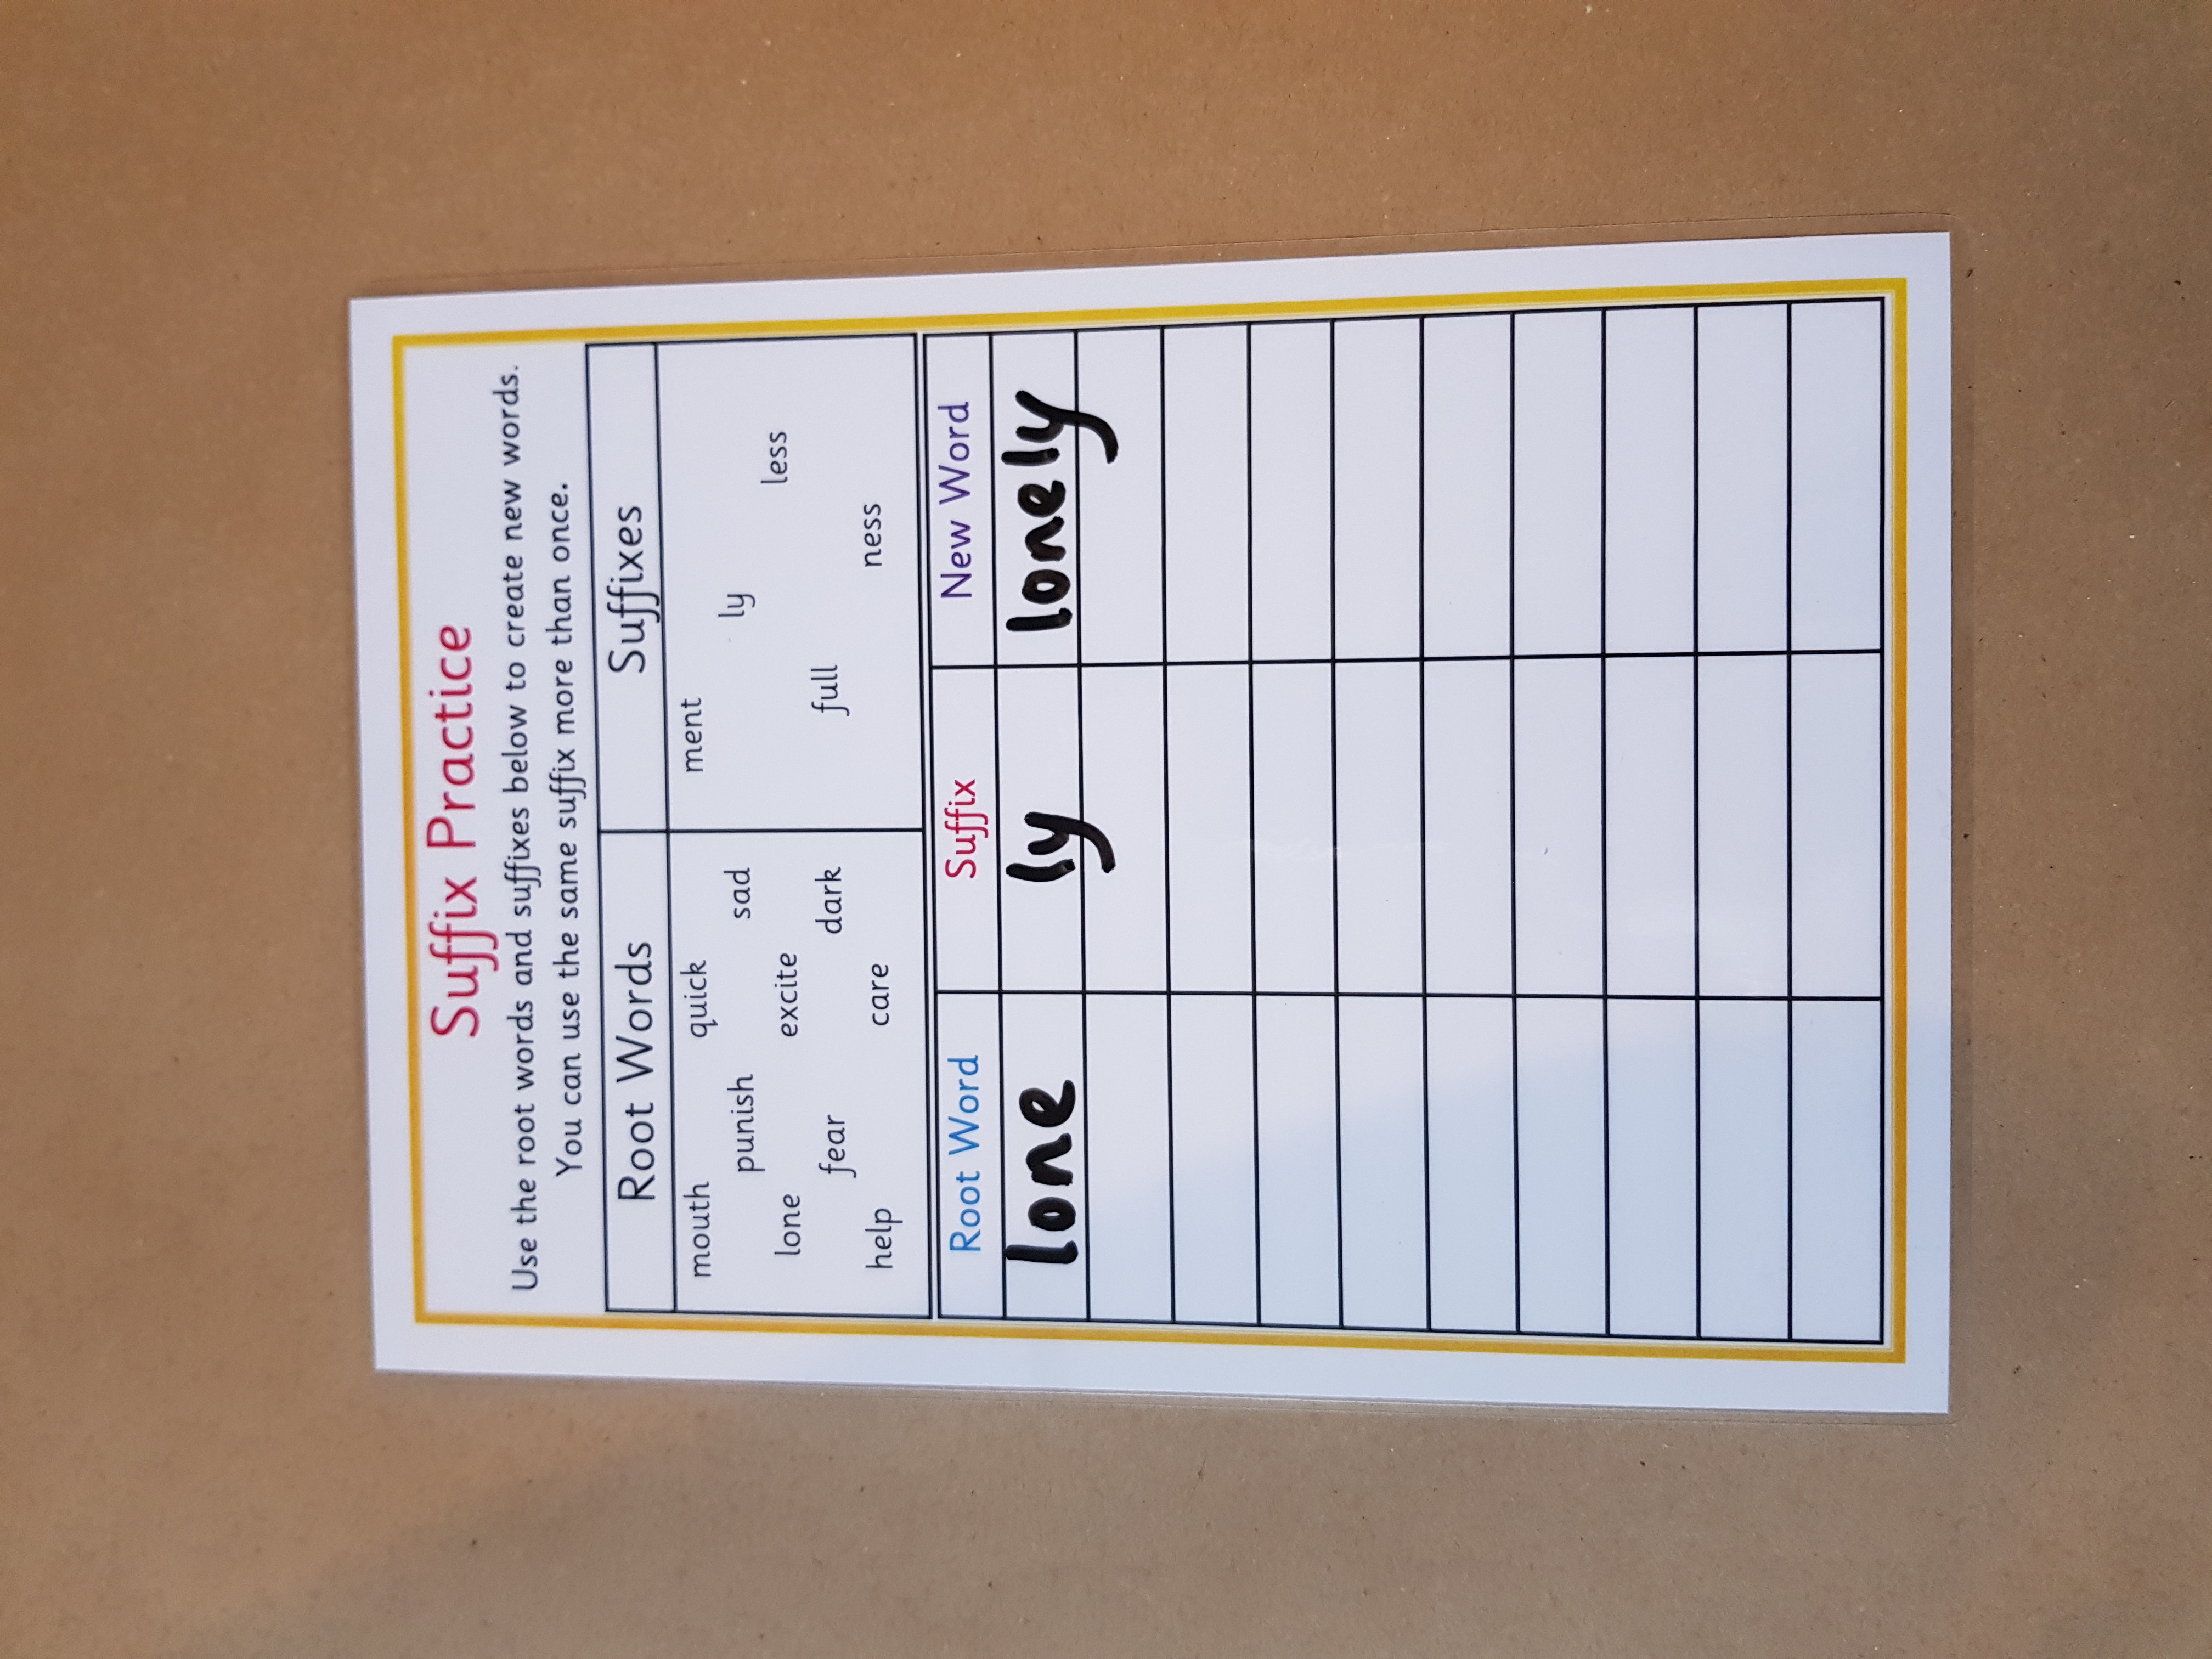 Suffix Practice
Use the root words and suffixes below to create new words.
You can use the same suffix more than once.
Root Words Suffixes
mouth quick ment
punish sad ly
lone excite less
fear dark full
help care ness
Root Word Suffix New Word
lone ly lonely